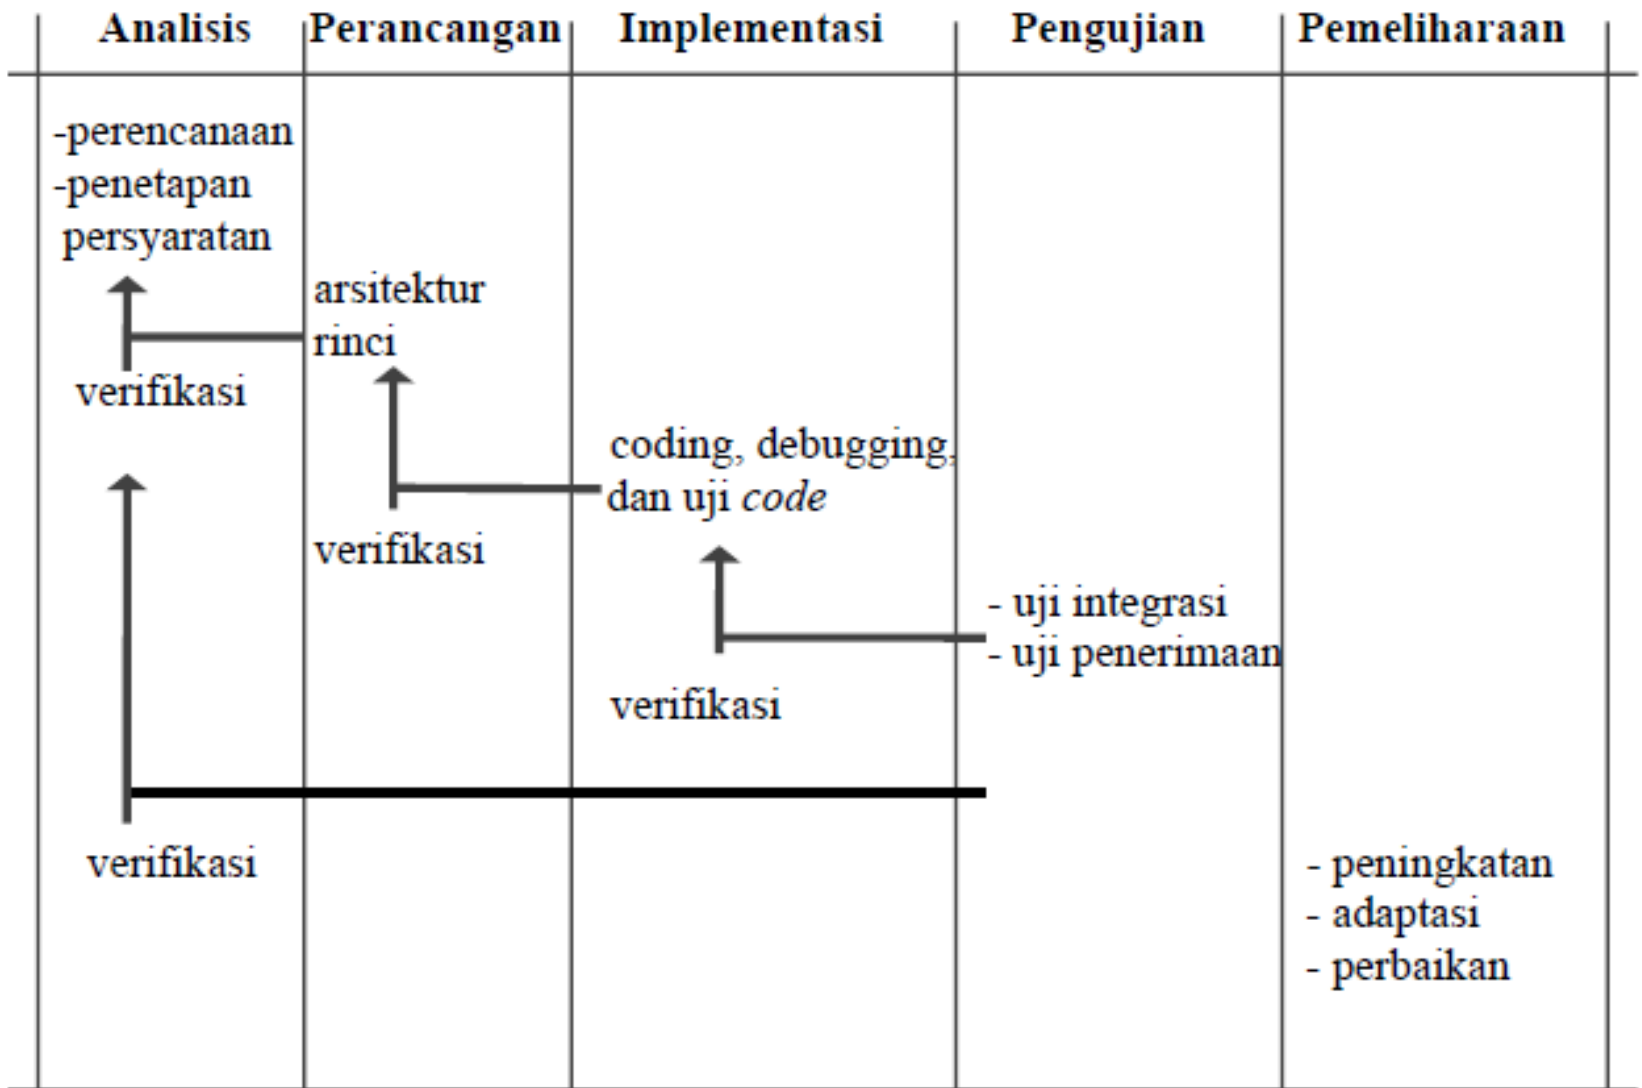 Analisis Perancangan Implementasi Pengujian Pemeliharaan
-perencanaan
-penetapan
persyaratan
arsitektur
rinci
verifikasi
coding, debugging,
dan uji code
verifikasi
- uji integrasi
- uji penerimaan
verifikasi
verifikasi
- peningkatan
- adaptasi
- perbaikan